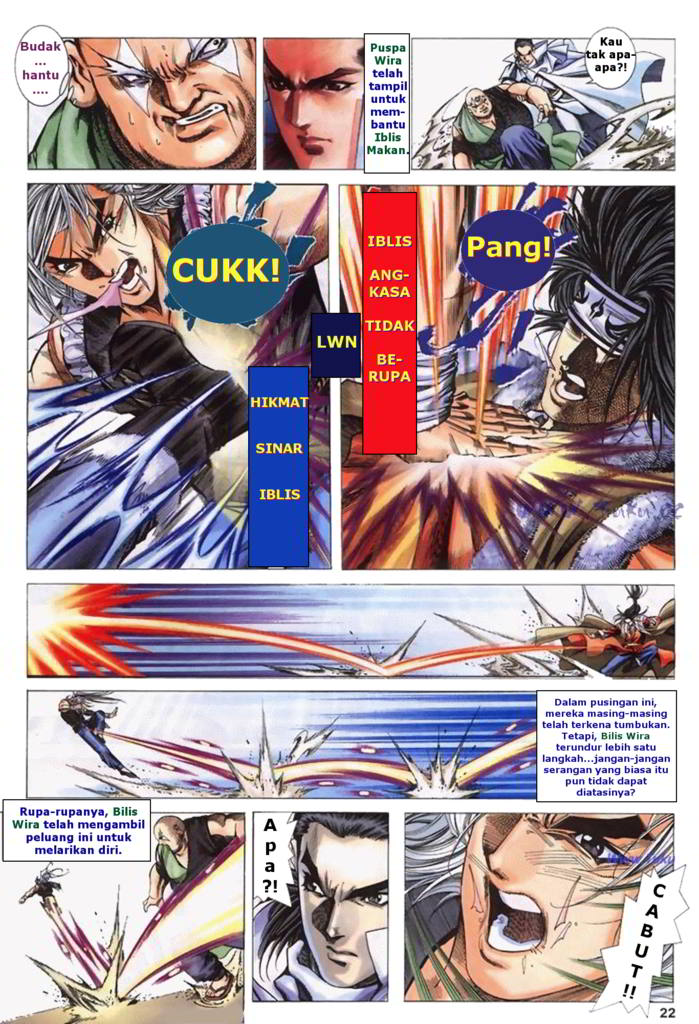 Budak
...
hantu
....
Puspa
Wira
telah
tampil
untuk
mem-
bantu
Iblis
Makan.
Kau
tak apa-
apa?!
CUKK!
HIKMAT
SINAR
IBLIS
LWN
IBLIS
ANG-
KASA
TIDAK
BE-
RUPA
Pang!
Dalam pusingan ini,
mereka masing-masing
telah terkena tumbukan.
Tetapi, Bilis Wira
terundur lebih satu
langkah...jangan-jangan
serangan yang biasa itu
pun tidak dapat
diatasinya?
Rupa-rupanya, Bilis
Wira telah mengambil
peluang ini untuk
melarikan diri.
A
p
a
?!
C
A
B
U
T
!!
22